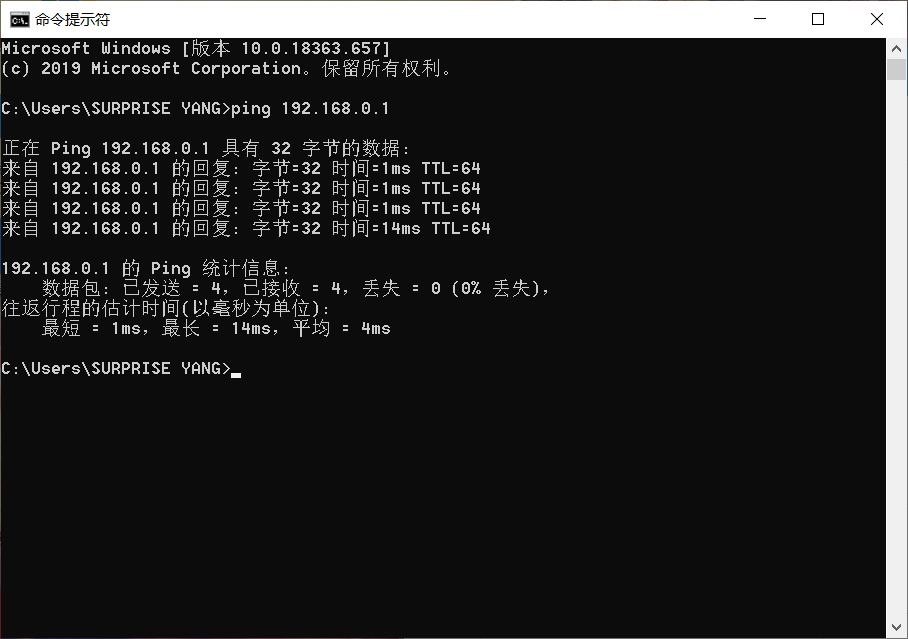 命令提示符
Microsoft Windows [版本 10.0.18363.657]
(c) 2019 Microsoft Corporation。保留所有权利。
C:\Users\SURPRISE YANG>ping 192.168.0.1
正在 Ping 192.168.0.1 具有 32 字节的数据:
来自 192.168.0.1 的回复: 字节=32 时间=1ms TTL=64
来自 192.168.0.1 的回复: 字节=32 时间=1ms TTL=64
来自 192.168.0.1 的回复: 字节=32 时间=1ms TTL=64
来自 192.168.0.1 的回复: 字节=32 时间=14ms TTL=64
192.168.0.1 的 Ping 统计信息:
数据包: 已发送 = 4，已接收 = 4，丢失 = 0 (0% 丢失)，
往返行程的估计时间(以毫秒为单位):
最短 = 1ms，最长 = 14ms，平均 = 4ms
C:\Users\SURPRISE YANG>